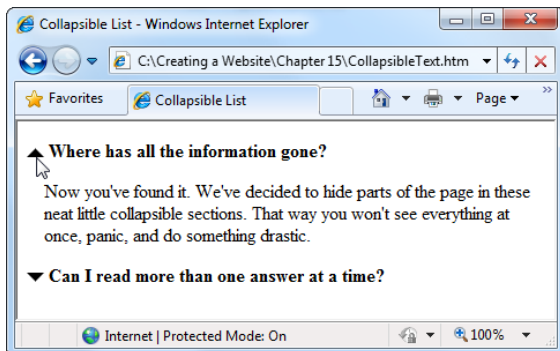 Collapsible List - Windows Internet Explorer
C:\Creating a Website\Chapter 15\CollapsibleText.htm
Favorites
Collapsible List
Page
Where has all the information gone?
Now you've found it. We've decided to hide parts of the page in these
neat little collapsible sections. That way you won't see everything at
once, panic, and do something drastic.
Can I read more than one answer at a time?
Internet | Protected Mode: On
100%